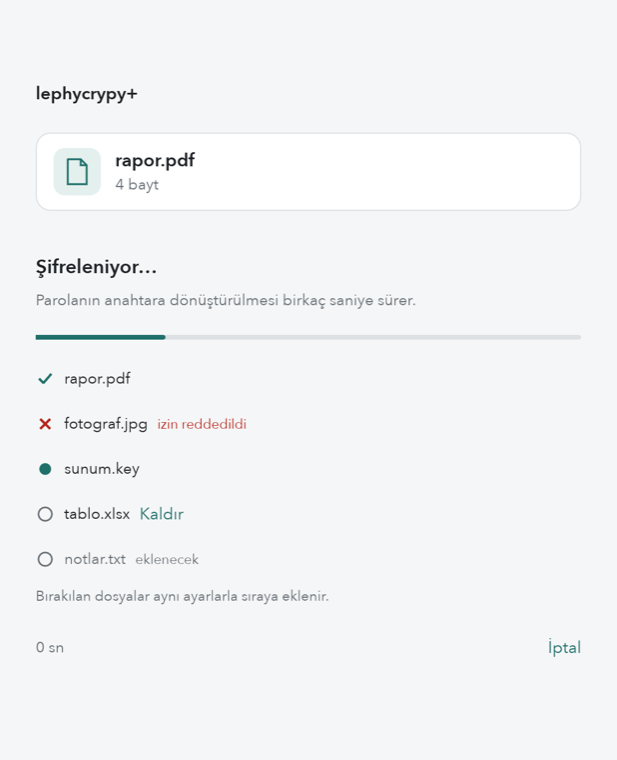 lephycrypy+
rapor.pdf
4 bayt
Şifreleniyor…
Parolanın anahtara dönüştürülmesi birkaç saniye sürer.
rapor.pdf
fotograf.jpg izin reddedildi
sunum.key
tablo.xlsx Kaldır
notlar.txt eklenecek
Bırakılan dosyalar aynı ayarlarla sıraya eklenir.
0 sn İptal